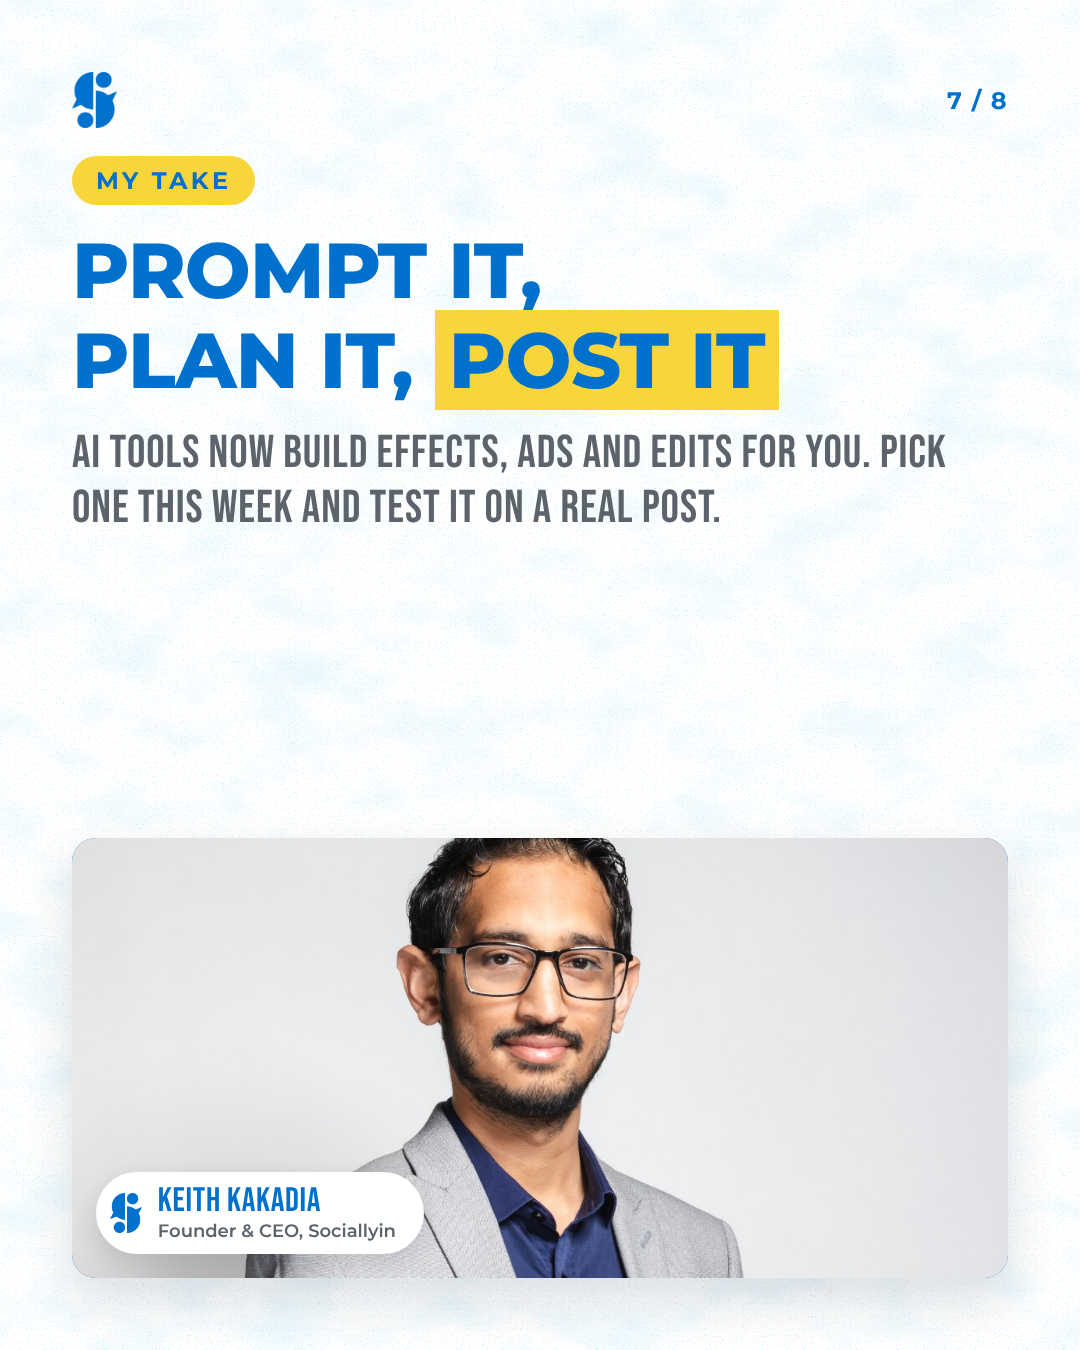 7 / 8
MY TAKE
PROMPT IT,
PLAN IT, POST IT
AI TOOLS NOW BUILD EFFECTS, ADS AND EDITS FOR YOU. PICK
ONE THIS WEEK AND TEST IT ON A REAL POST.
KEITH KAKADIA
Founder & CEO, Sociallyin